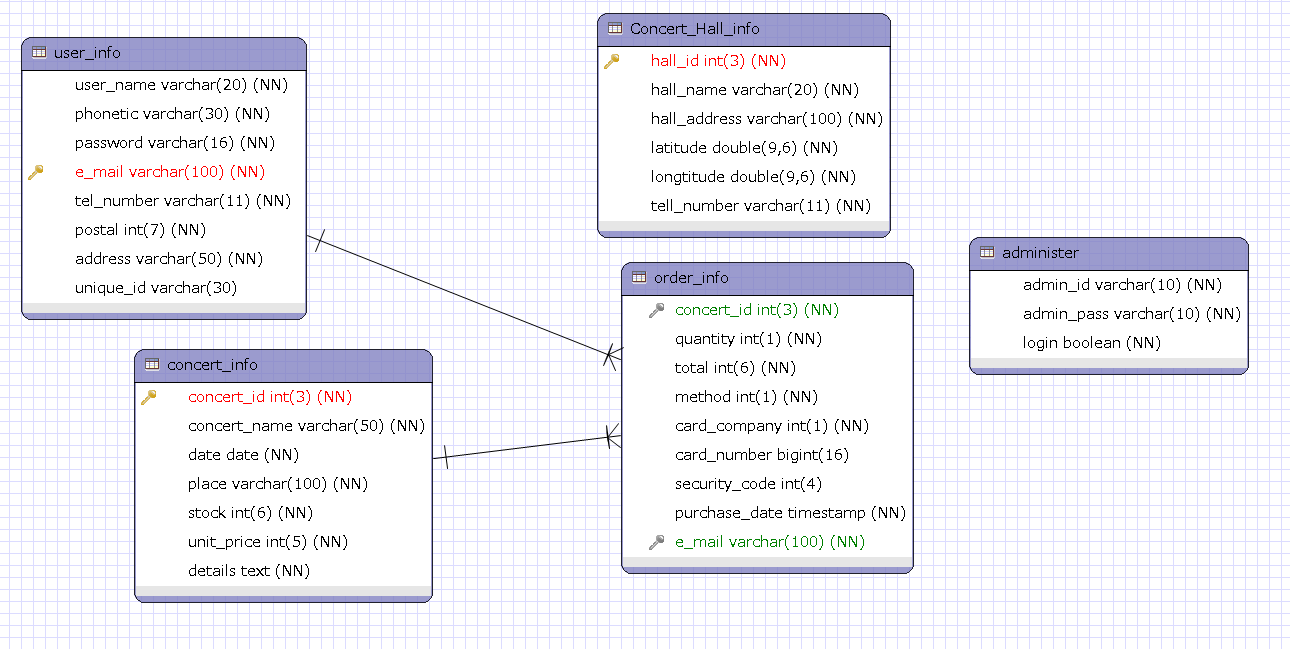 user_info
user_name varchar(20) (NN)
phonetic varchar(30) (NN)
password varchar(16) (NN)
e_mail varchar(100) (NN)
tel_number varchar(11) (NN)
postal int(7) (NN)
address varchar(50) (NN)
unique_id varchar(30)
Concert_Hall_info
hall_id int(3) (NN)
hall_name varchar(20) (NN)
hall_address varchar(100) (NN)
latitude double(9,6) (NN)
longtitude double(9,6) (NN)
tell_number varchar(11) (NN)
administer
admin_id varchar(10) (NN)
admin_pass varchar(10) (NN)
login boolean (NN)
order_info
concert_id int(3) (NN)
quantity int(1) (NN)
total int(6) (NN)
method int(1) (NN)
card_company int(1) (NN)
card_number bigint(16)
security_code int(4)
purchase_date timestamp (NN)
e_mail varchar(100) (NN)
concert_info
concert_id int(3) (NN)
concert_name varchar(50) (NN)
date date (NN)
place varchar(100) (NN)
stock int(6) (NN)
unit_price int(5) (NN)
details text (NN)